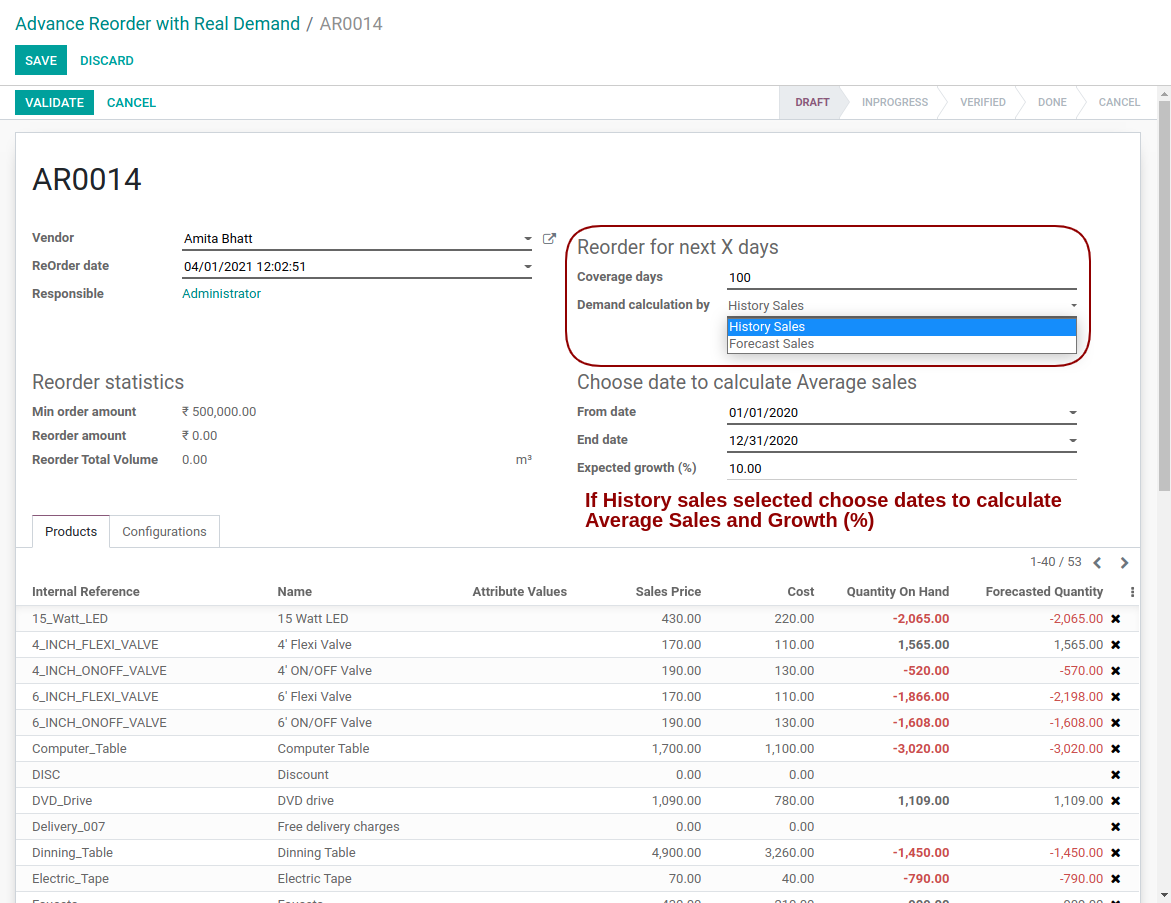 Advance Reorder with Real Demand / AR0014
SAVE DISCARD
VALIDATE CANCEL DRAFT INPROGRESS VERIFIED DONE CANCEL
AR0014
Vendor Amita Bhatt
ReOrder date 04/01/2021 12:02:51
Responsible Administrator
Reorder for next X days
Coverage days 100
Demand calculation by History Sales
History Sales
Forecast Sales
Reorder statistics
Min order amount ₹ 500,000.00
Reorder amount ₹ 0.00
Reorder Total Volume 0.00 m³
Choose date to calculate Average sales
From date 01/01/2020
End date 12/31/2020
Expected growth (%) 10.00
If History sales selected choose dates to calculate
Average Sales and Growth (%)
Products Configurations
1-40 / 53
Internal Reference Name Attribute Values Sales Price Cost Quantity On Hand Forecasted Quantity
15_Watt_LED 15 Watt LED 430.00 220.00 -2,065.00 -2,065.00
4_INCH_FLEXI_VALVE 4' Flexi Valve 170.00 110.00 1,565.00 1,565.00
4_INCH_ONOFF_VALVE 4' ON/OFF Valve 190.00 130.00 -520.00 -570.00
6_INCH_FLEXI_VALVE 6' Flexi Valve 170.00 110.00 -1,866.00 -2,198.00
6_INCH_ONOFF_VALVE 6' ON/OFF Valve 190.00 130.00 -1,608.00 -1,608.00
Computer_Table Computer Table 1,700.00 1,100.00 -3,020.00 -3,020.00
DISC Discount 0.00 0.00
DVD_Drive DVD drive 1,090.00 780.00 1,109.00 1,109.00
Delivery_007 Free delivery charges 0.00 0.00
Dinning_Table Dinning Table 4,900.00 3,260.00 -1,450.00 -1,450.00
Electric_Tape Electric Tape 70.00 40.00 -790.00 -790.00